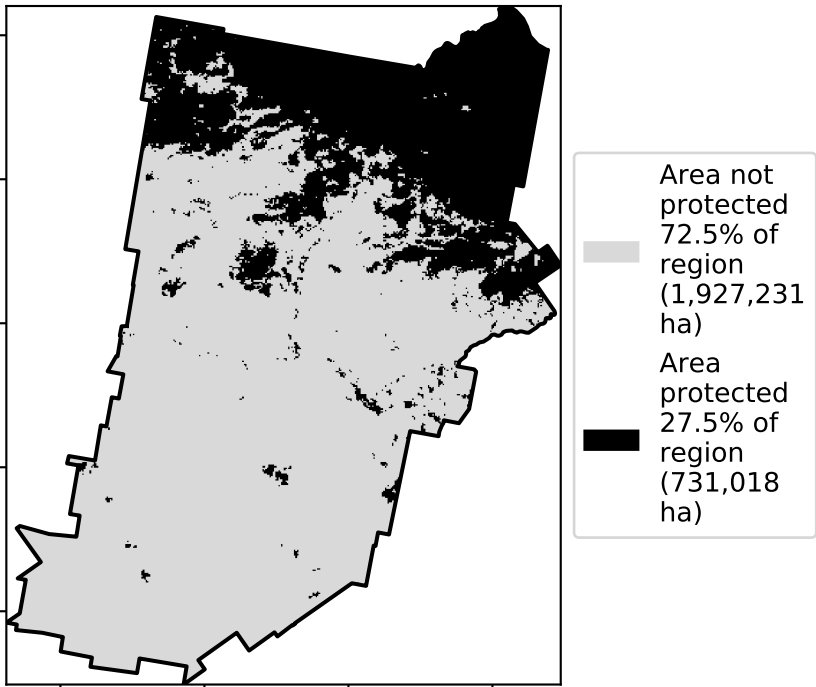 Area not
protected
72.5% of
region
(1,927,231
ha)
Area
protected
27.5% of
region
(731,018
ha)